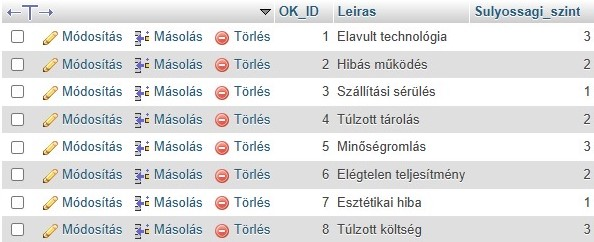 ←T→ OK_ID Leiras Sulyossagi_szint
Módosítás Másolás Törlés 1 Elavult technológia 3
Módosítás Másolás Törlés 2 Hibás működés 2
Módosítás Másolás Törlés 3 Szállítási sérülés 1
Módosítás Másolás Törlés 4 Túlzott tárolás 2
Módosítás Másolás Törlés 5 Minőségromlás 3
Módosítás Másolás Törlés 6 Elégtelen teljesítmény 2
Módosítás Másolás Törlés 7 Esztétikai hiba 1
Módosítás Másolás Törlés 8 Túlzott költség 3